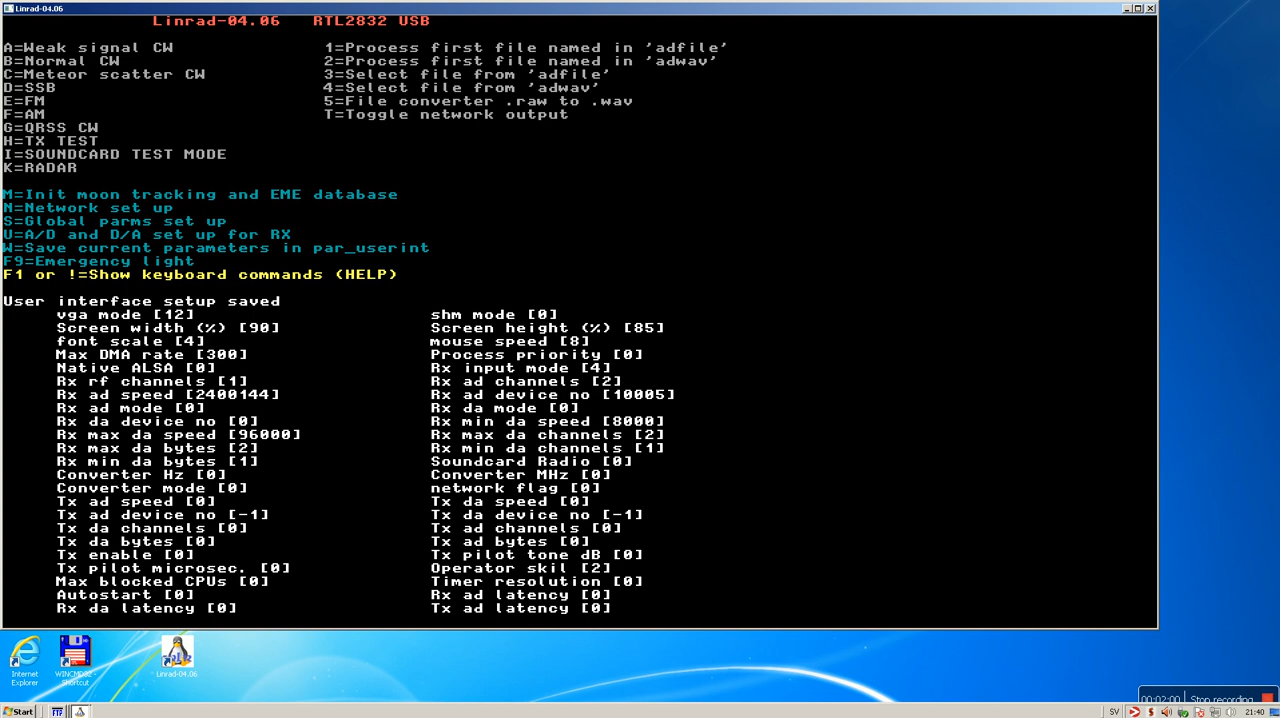 Linrad-04.06
Linrad-04.06 RTL2832 USB
A=Weak signal CW 1=Process first file named in 'adfile'
B=Normal CW 2=Process first file named in 'adwav'
C=Meteor scatter CW 3=Select file from 'adfile'
D=SSB 4=Select file from 'adwav'
E=FM 5=File converter .raw to .wav
F=AM T=Toggle network output
G=QRSS CW
H=TX TEST
I=SOUNDCARD TEST MODE
K=RADAR
M=Init moon tracking and EME database
N=Network set up
S=Global parms set up
U=A/D and D/A set up for RX
W=Save current parameters in par_userint
F9=Emergency light
F1 or !=Show keyboard commands (HELP)
User interface setup saved
vga mode [12] shm mode [0]
Screen width (%) [90] Screen height (%) [85]
font scale [4] mouse speed [8]
Max DMA rate [300] Process priority [0]
Native ALSA [0] Rx input mode [4]
Rx rf channels [1] Rx ad channels [2]
Rx ad speed [2400144] Rx ad device no [10005]
Rx ad mode [0] Rx da mode [0]
Rx da device no [0] Rx min da speed [8000]
Rx max da speed [96000] Rx max da channels [2]
Rx max da bytes [2] Rx min da channels [1]
Rx min da bytes [1] Soundcard Radio [0]
Converter Hz [0] Converter MHz [0]
Converter mode [0] network flag [0]
Tx ad speed [0] Tx da speed [0]
Tx ad device no [-1] Tx da device no [-1]
Tx da channels [0] Tx ad channels [0]
Tx da bytes [0] Tx ad bytes [0]
Tx enable [0] Tx pilot tone dB [0]
Tx pilot microsec. [0] Operator skil [2]
Max blocked CPUs [0] Timer resolution [0]
Autostart [0] Rx ad latency [0]
Rx da latency [0] Tx ad latency [0]
Internet Explorer
WINCMD32 - Shortcut
Linrad-04.06
00:02:00 Stop recording
Start SV 21:40